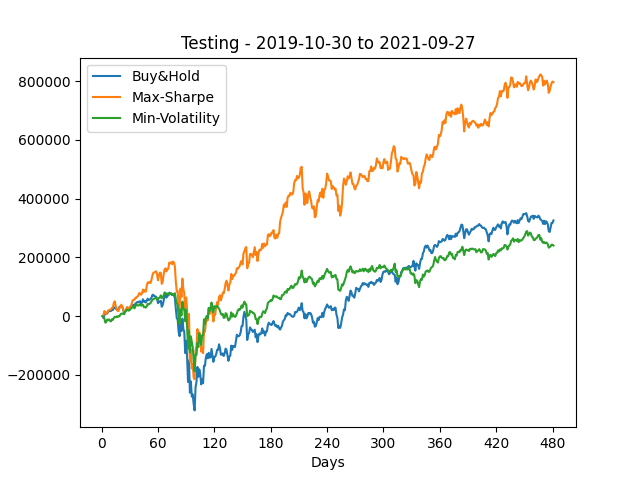 Testing - 2019-10-30 to 2021-09-27
Buy&Hold
Max-Sharpe
Min-Volatility
800000
600000
400000
200000
0
−200000
0 60 120 180 240 300 360 420 480
Days